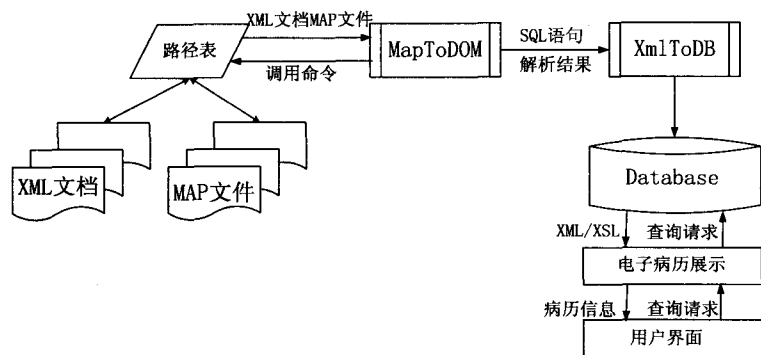 XML文档MAP文件
路径表
调用命令
MapToDOM
SQL语句
解析结果
XmlToDB
XML文档
MAP文件
Database
XML/XSL
查询请求
电子病历展示
病历信息
查询请求
用户界面